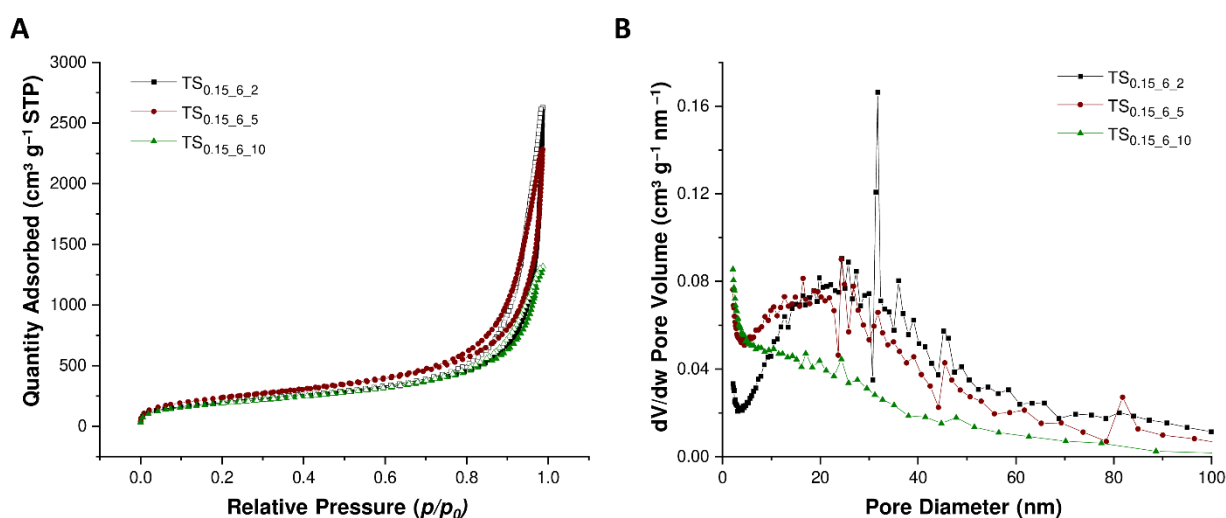 A
Quantity Adsorbed (cm³ g⁻¹ STP)
3000
2500
2000
1500
1000
500
0
TS0.15_6_2
TS0.15_6_5
TS0.15_6_10
0.0 0.2 0.4 0.6 0.8 1.0
Relative Pressure (p/p0)
B
dV/dw Pore Volume (cm³ g⁻¹ nm⁻¹)
0.16
0.12
0.08
0.04
0.00
TS0.15_6_2
TS0.15_6_5
TS0.15_6_10
0 20 40 60 80 100
Pore Diameter (nm)